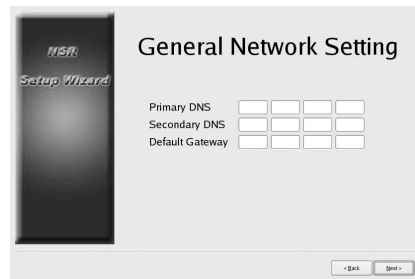 NSR
Setup Wizard
General Network Setting
Primary DNS
Secondary DNS
Default Gateway
< Back
Next >